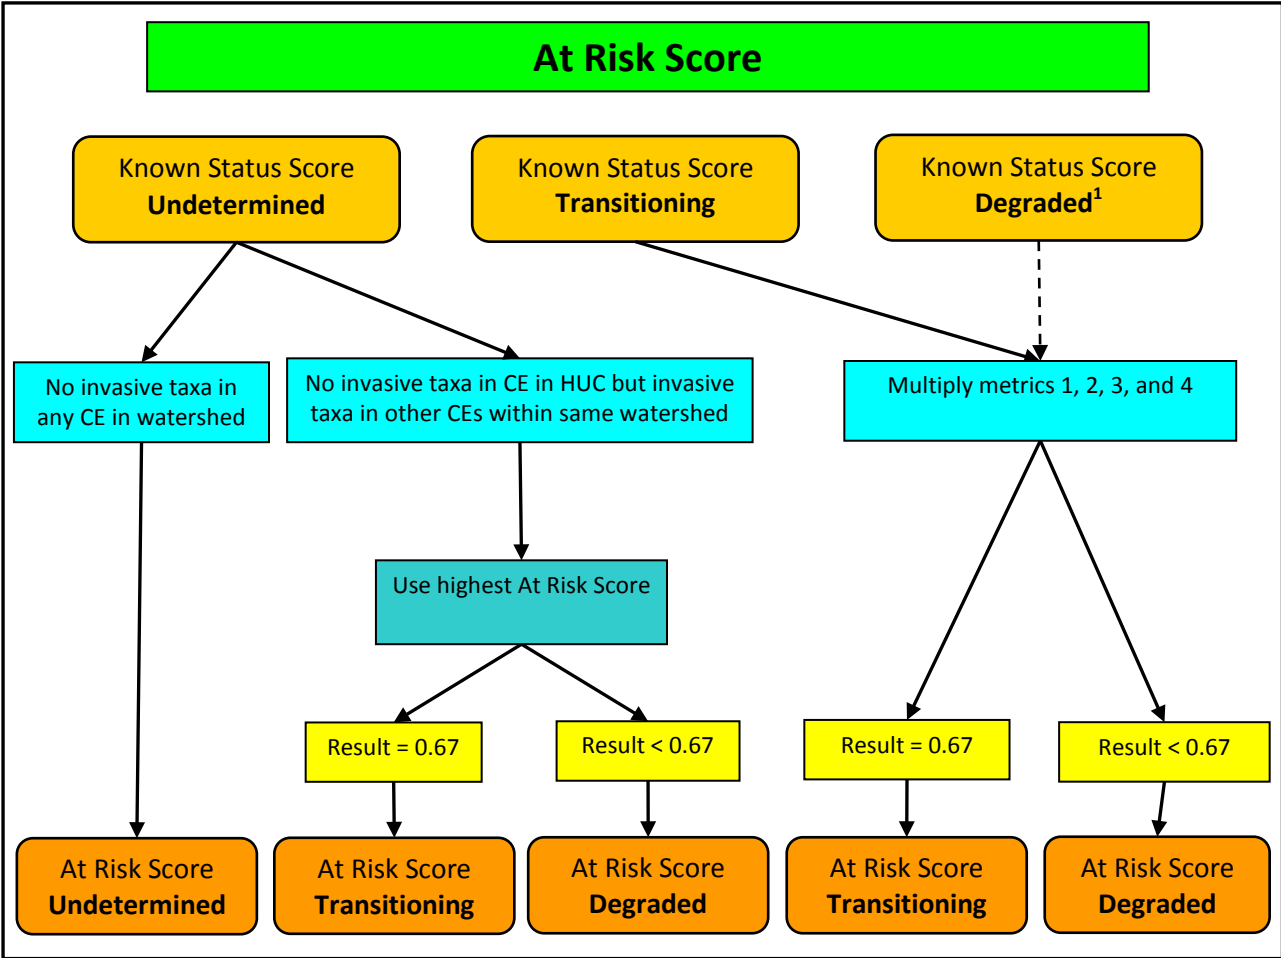 At Risk Score
Known Status Score
Undetermined
Known Status Score
Transitioning
Known Status Score
Degraded¹
No invasive taxa in
any CE in watershed
No invasive taxa in CE in HUC but invasive
taxa in other CEs within same watershed
Multiply metrics 1, 2, 3, and 4
Use highest At Risk Score
Result = 0.67
Result < 0.67
Result = 0.67
Result < 0.67
At Risk Score
Undetermined
At Risk Score
Transitioning
At Risk Score
Degraded
At Risk Score
Transitioning
At Risk Score
Degraded